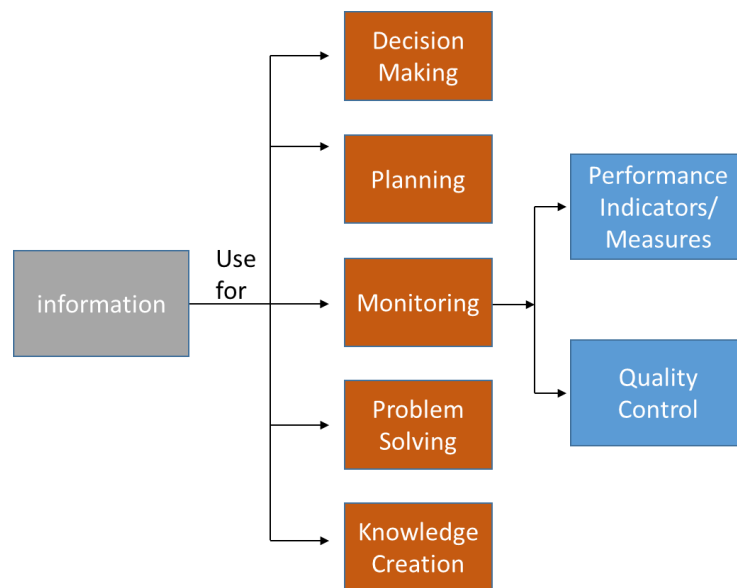 Decision
Making
Planning
Performance
Indicators/
Measures
Use
for
information
Monitoring
Quality
Control
Problem
Solving
Knowledge
Creation